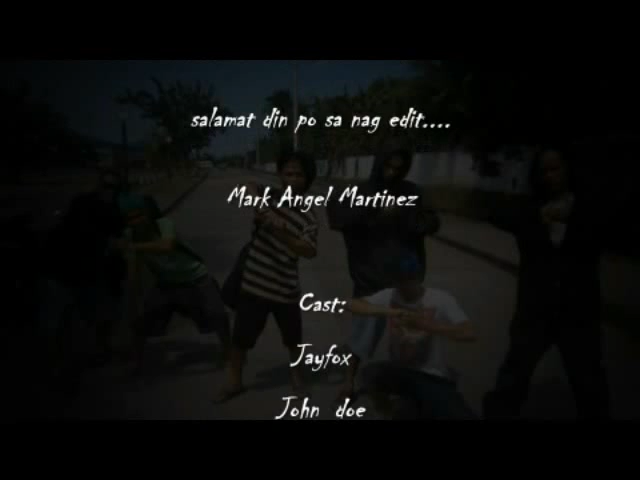 salamat din po sa nag edit....
Mark Angel Martinez
Cast:
Jayfox
John doe